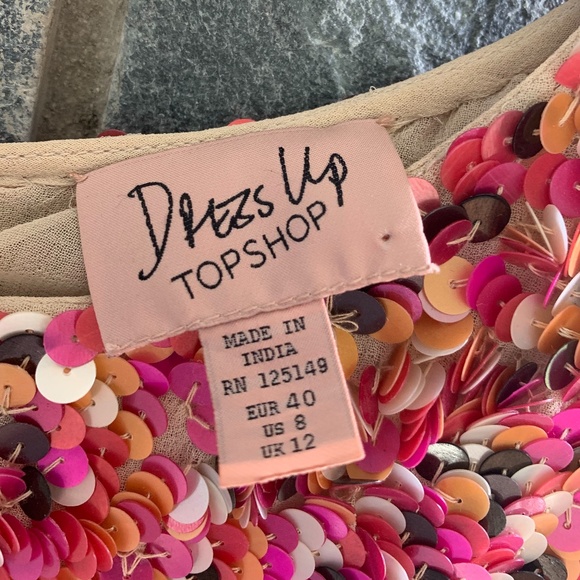 Dress Up
TOPSHOP
MADE IN
INDIA
RN 125149
EUR 40
US 8
UK 12